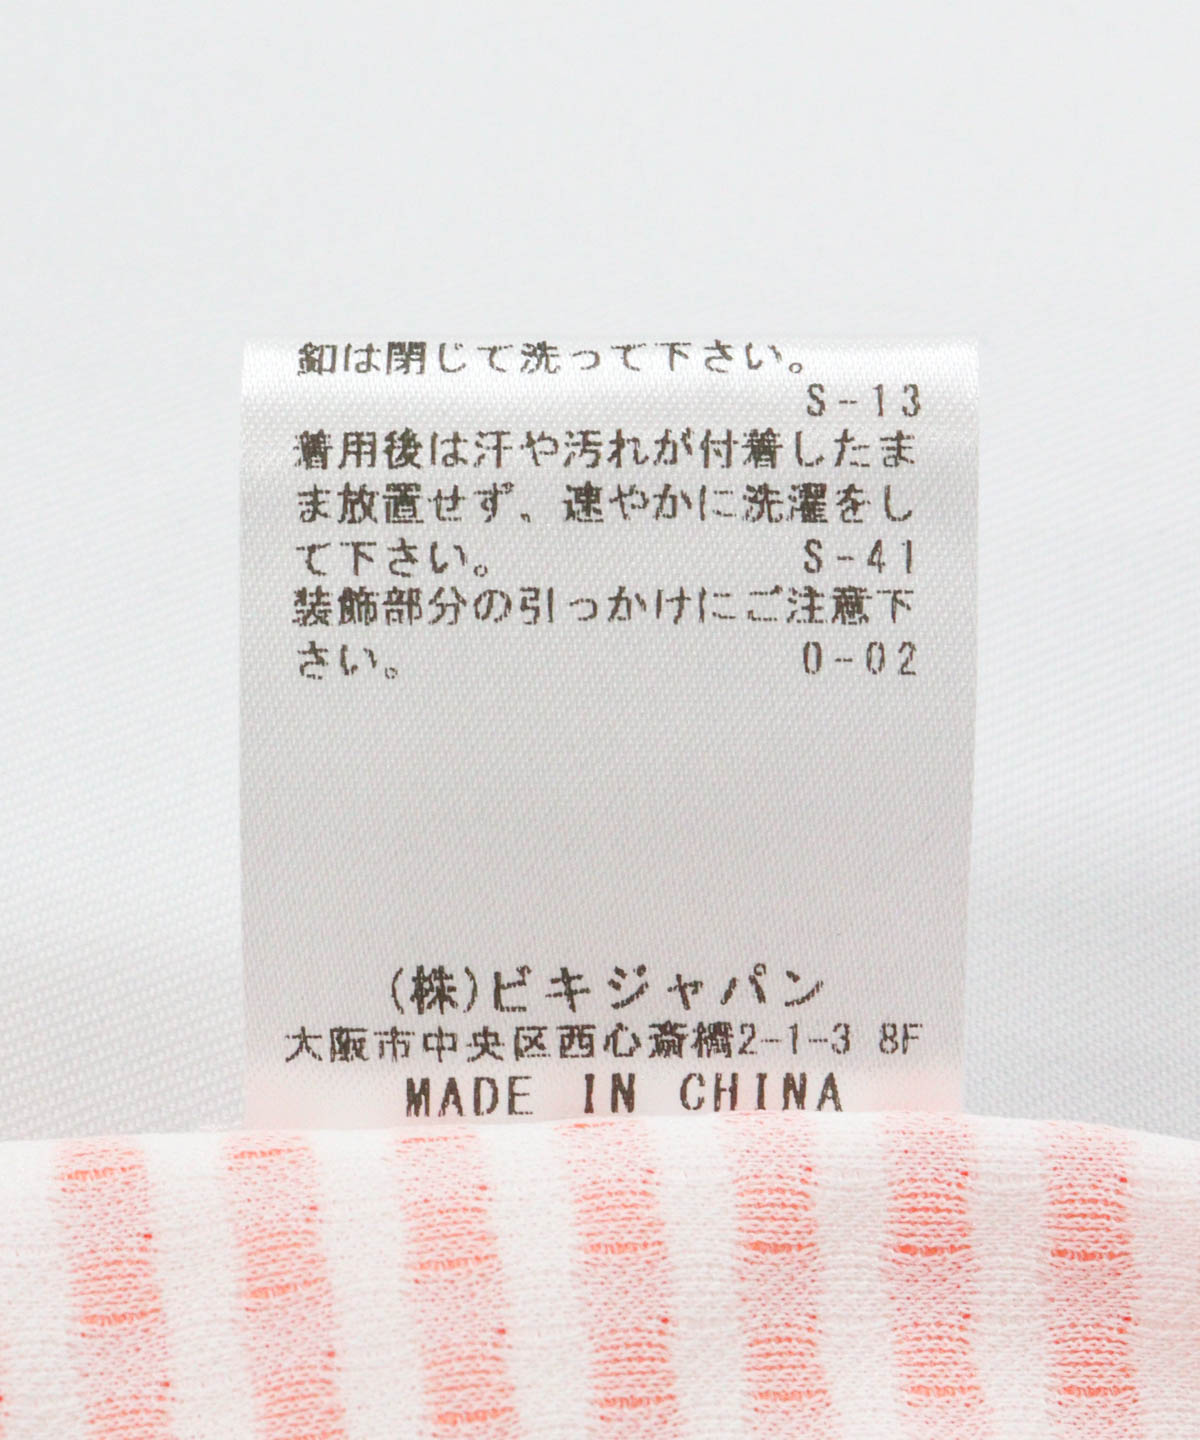 釦は閉じて洗って下さい。
S-13
着用後は汗や汚れが付着したま
ま放置せず、速やかに洗濯をし
て下さい。 S-41
装飾部分の引っかけにご注意下
さい。 O-02
(株)ビキジャパン
大阪市中央区西心斎橋2-1-3 8F
MADE IN CHINA